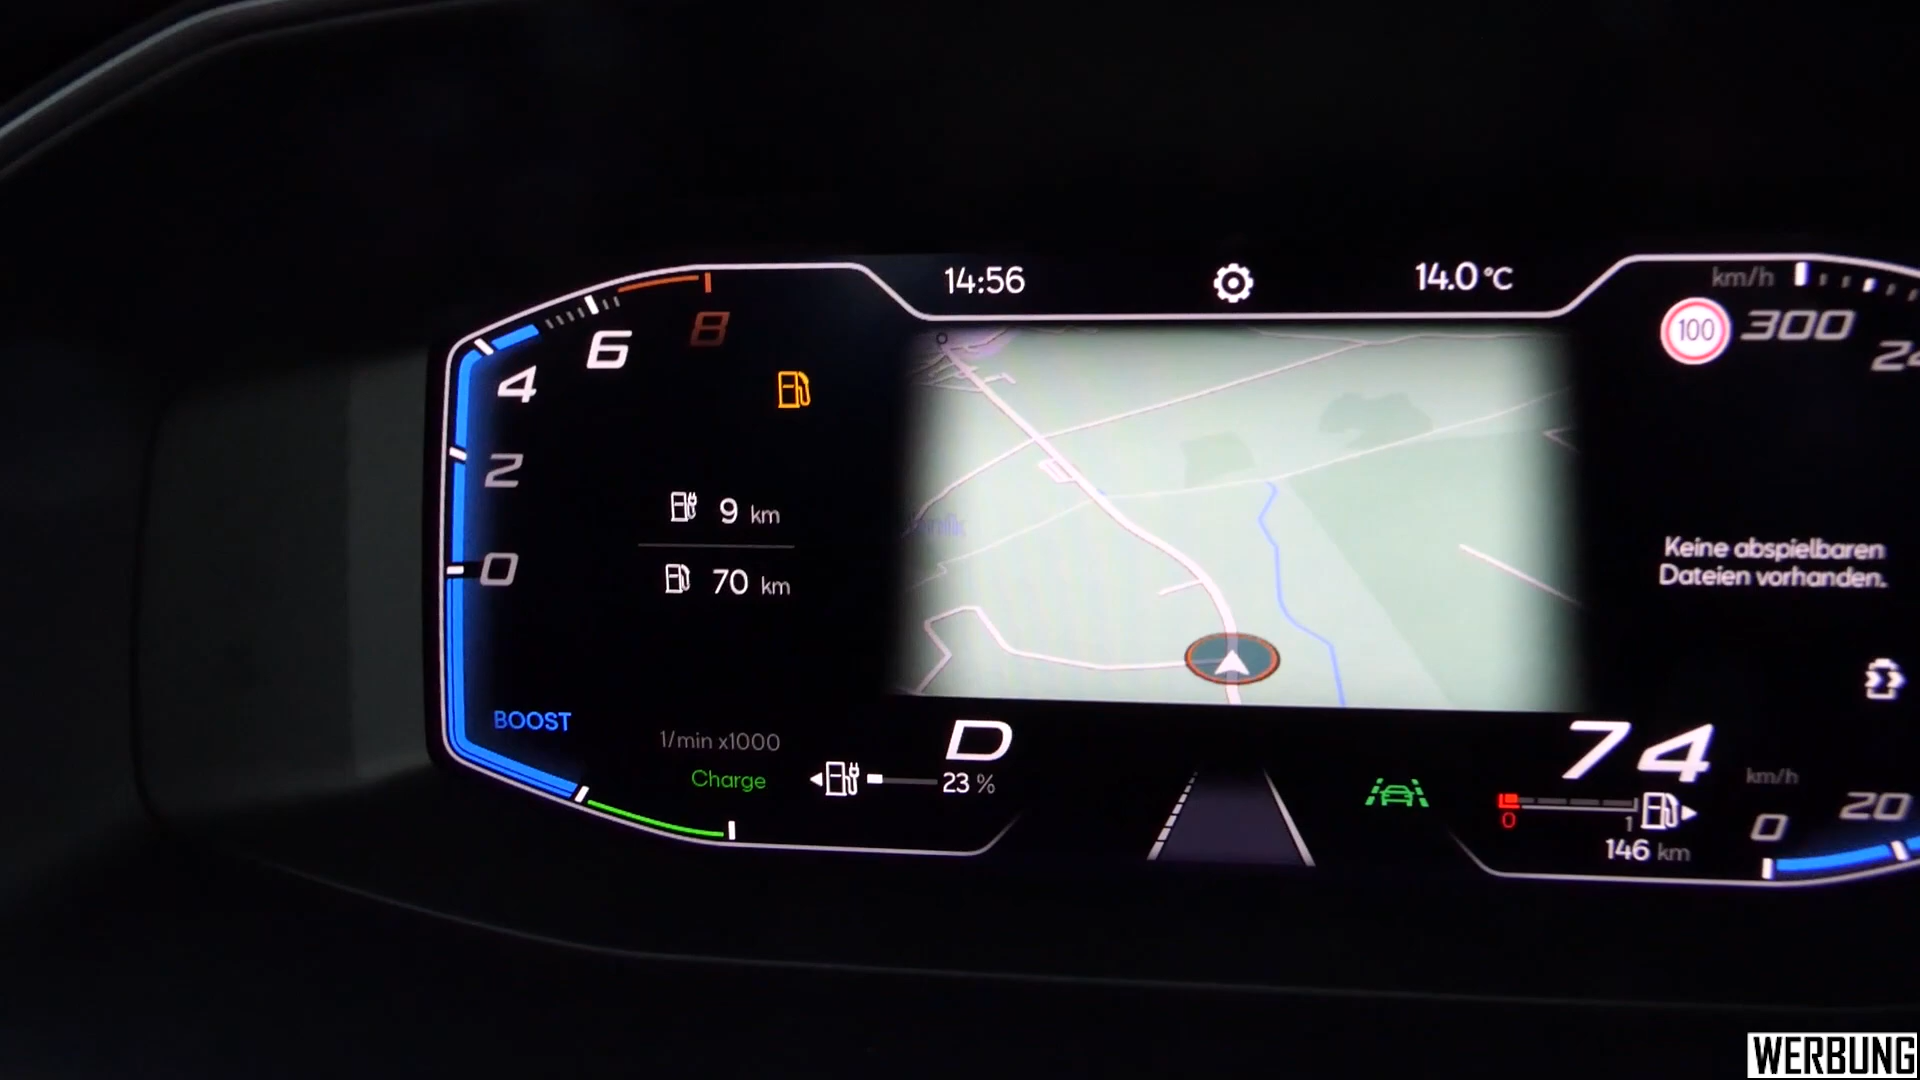 14:56
14.0 °C
km/h
100
300
8
6
4
2
0
9 km
70 km
Keine abspielbaren
Dateien vorhanden.
BOOST
1/min x1000
Charge
D
23 %
74
km/h
0
1
146 km
0
20
WERBUNG